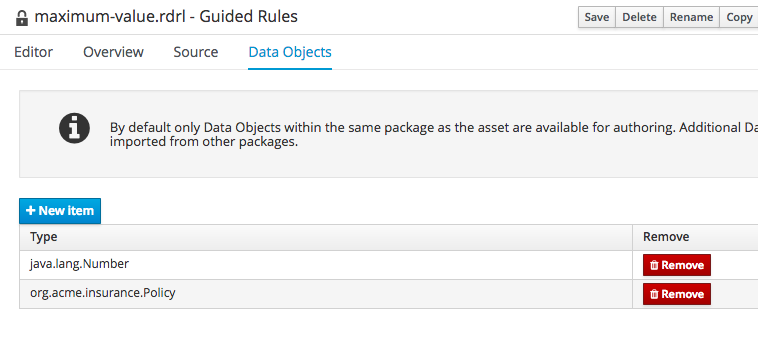 maximum-value.rdrl - Guided Rules
Save Delete Rename Copy
Editor Overview Source Data Objects
By default only Data Objects within the same package as the asset are available for authoring. Additional Da
imported from other packages.
+ New item
Type Remove
java.lang.Number Remove
org.acme.insurance.Policy Remove